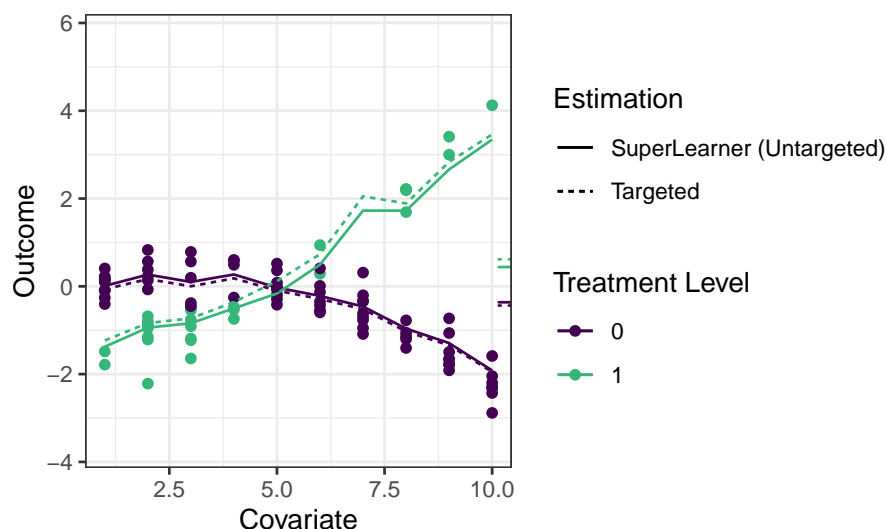 6
4
2
0
−2
−4
Outcome
2.5 5.0 7.5 10.0
Covariate
Estimation
SuperLearner (Untargeted)
Targeted
Treatment Level
0
1